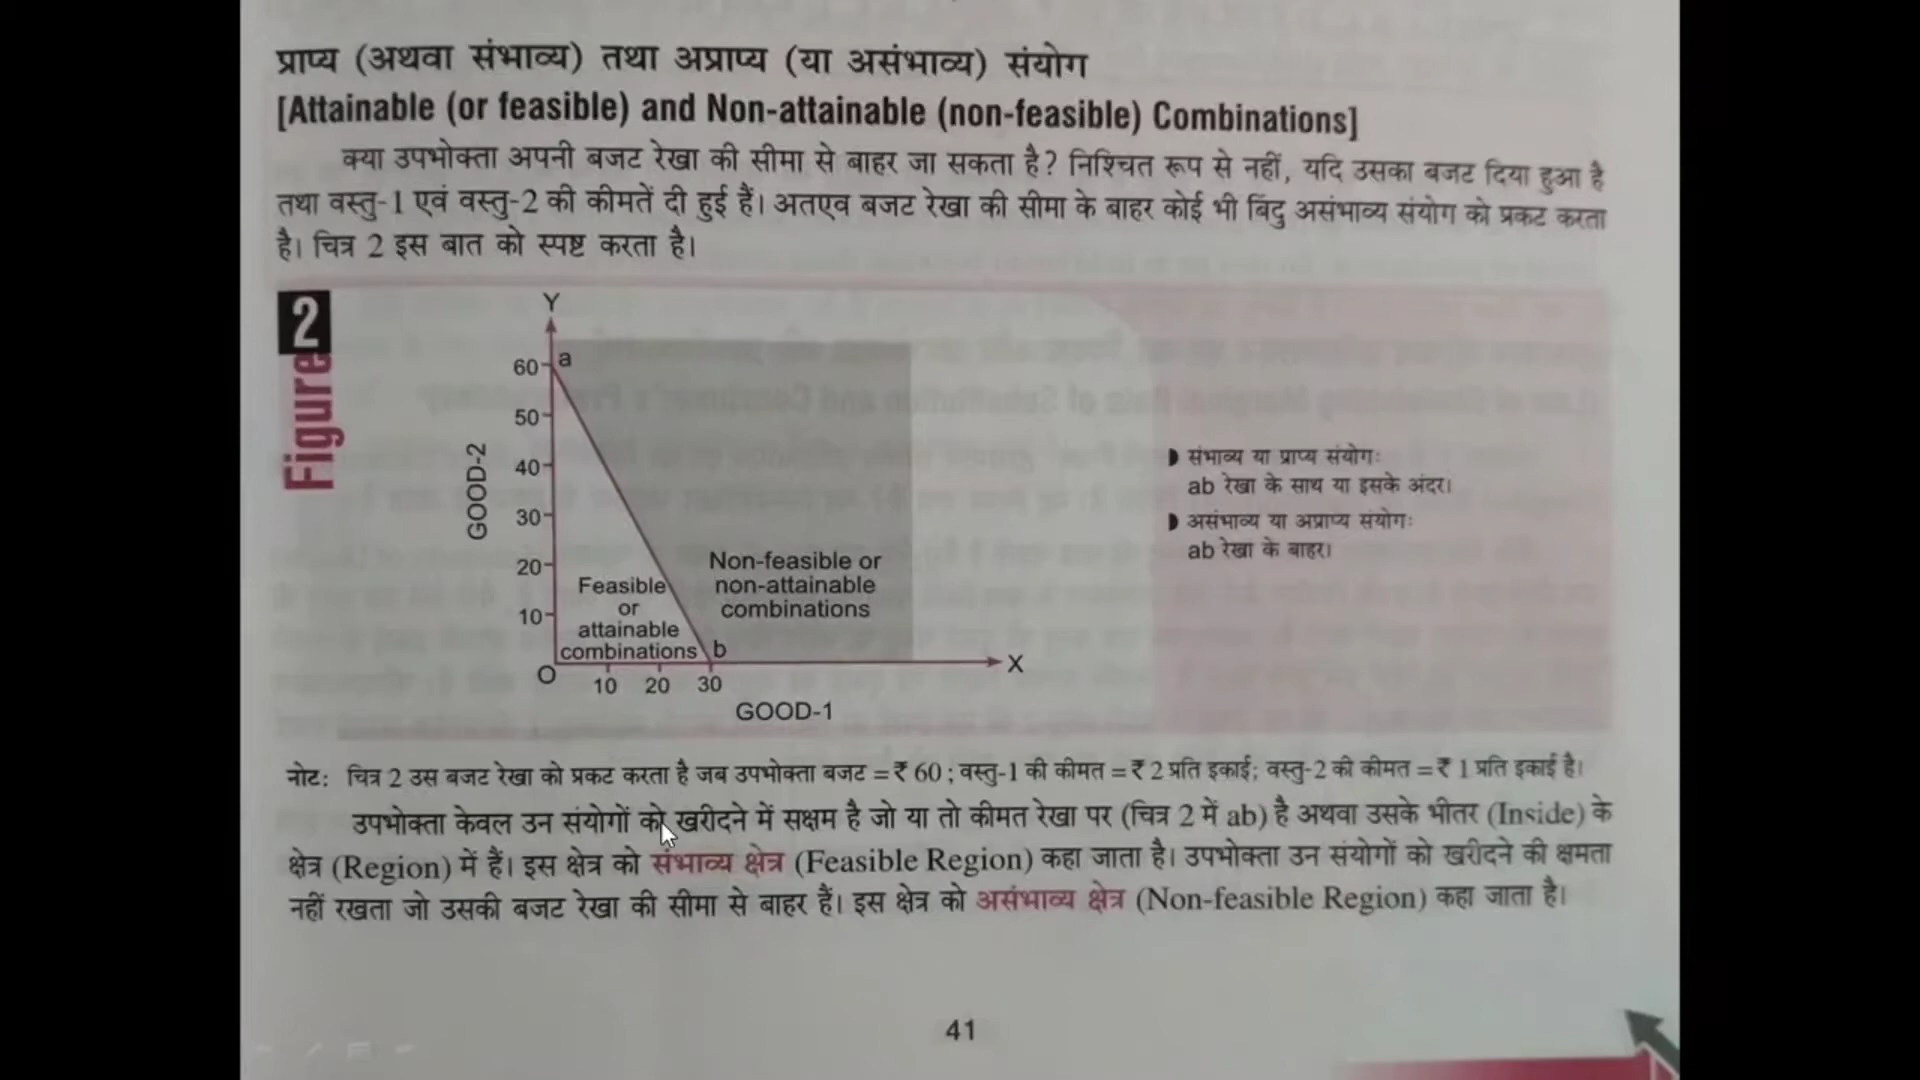 प्राप्य (अथवा संभाव्य) तथा अप्राप्य (या असंभाव्य) संयोग
[Attainable (or feasible) and Non-attainable (non-feasible) Combinations]
क्या उपभोक्ता अपनी बजट रेखा की सीमा से बाहर जा सकता है? निश्चित रूप से नहीं, यदि उसका बजट दिया हुआ है
तथा वस्तु-1 एवं वस्तु-2 की कीमतें दी हुई हैं। अतएव बजट रेखा की सीमा के बाहर कोई भी बिंदु असंभाव्य संयोग को प्रकट करता
है। चित्र 2 इस बात को स्पष्ट करता है।
Figure 2
Y
60
a
50
40
30
20
10
GOOD-2
Feasible
or
attainable
combinations
Non-feasible or
non-attainable
combinations
b
O
X
10 20 30
GOOD-1
संभाव्य या प्राप्य संयोगः
ab रेखा के साथ या इसके अंदर।
असंभाव्य या अप्राप्य संयोगः
ab रेखा के बाहर।
नोट: चित्र 2 उस बजट रेखा को प्रकट करता है जब उपभोक्ता बजट = ₹ 60 ; वस्तु-1 की कीमत = ₹ 2 प्रति इकाई; वस्तु-2 की कीमत = ₹ 1 प्रति इकाई है।
उपभोक्ता केवल उन संयोगों को खरीदने में सक्षम है जो या तो कीमत रेखा पर (चित्र 2 में ab) है अथवा उसके भीतर (Inside) के
क्षेत्र (Region) में हैं। इस क्षेत्र को संभाव्य क्षेत्र (Feasible Region) कहा जाता है। उपभोक्ता उन संयोगों को खरीदने की क्षमता
नहीं रखता जो उसकी बजट रेखा की सीमा से बाहर हैं। इस क्षेत्र को असंभाव्य क्षेत्र (Non-feasible Region) कहा जाता है।
41